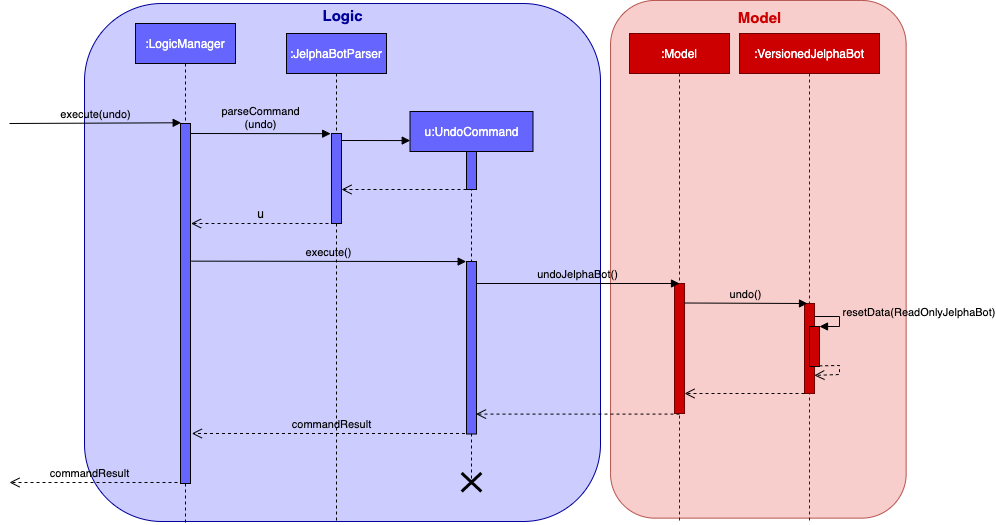 Logic
Model
:LogicManager
:JelphaBotParser
:Model
:VersionedJelphaBot
execute(undo)
parseCommand
(undo)
u:UndoCommand
u
execute()
undoJelphaBot()
undo()
resetData(ReadOnlyJelphaBot)
commandResult
commandResult